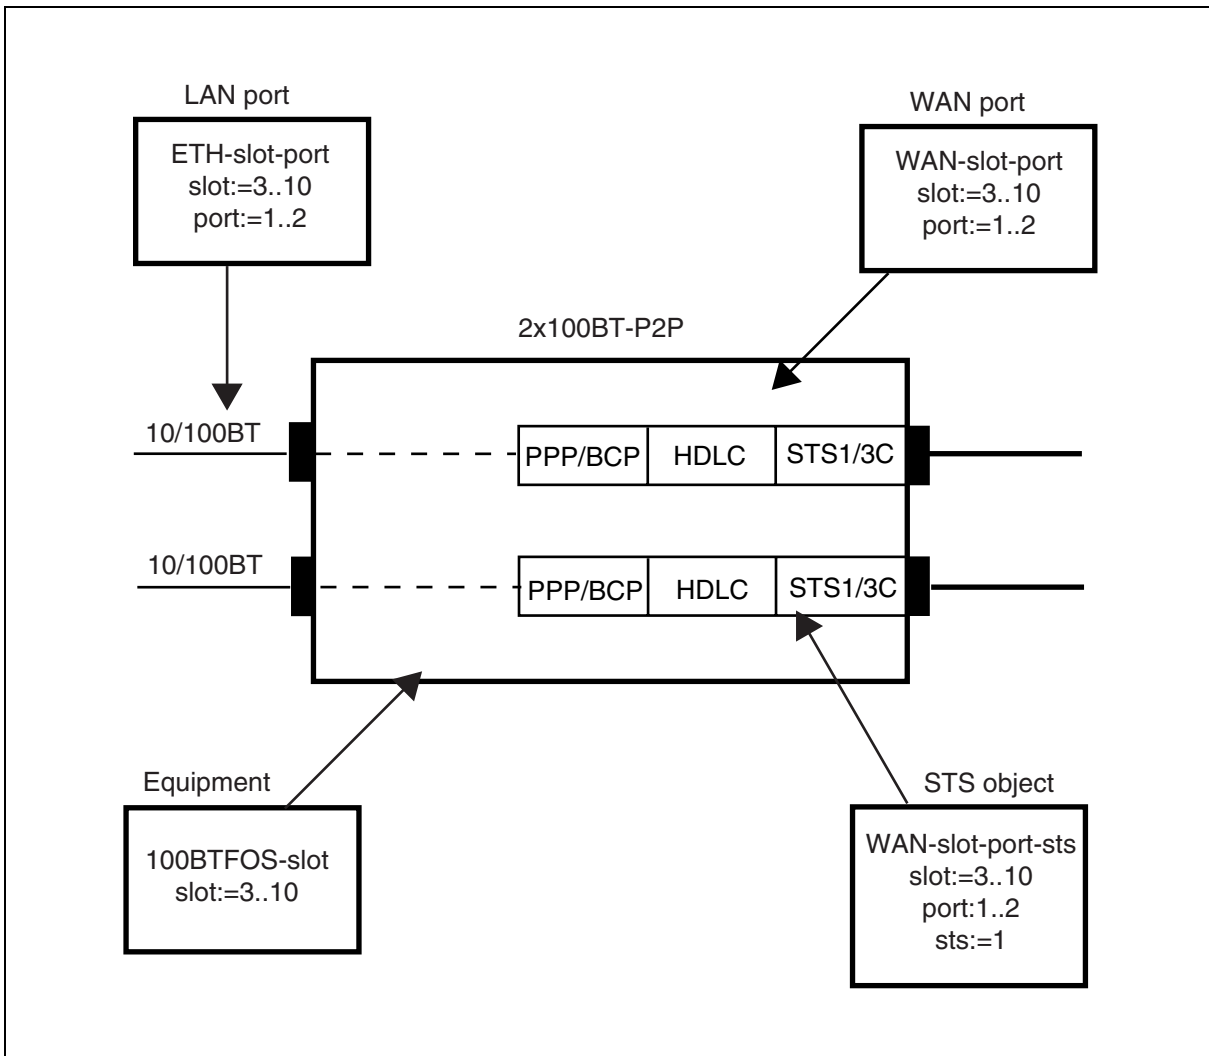 LAN port
ETH-slot-port
slot:=3..10
port:=1..2
WAN port
WAN-slot-port
slot:=3..10
port:=1..2
2x100BT-P2P
10/100BT
PPP/BCP
HDLC
STS1/3C
10/100BT
PPP/BCP
HDLC
STS1/3C
Equipment
100BTFOS-slot
slot:=3..10
STS object
WAN-slot-port-sts
slot:=3..10
port:1..2
sts:=1